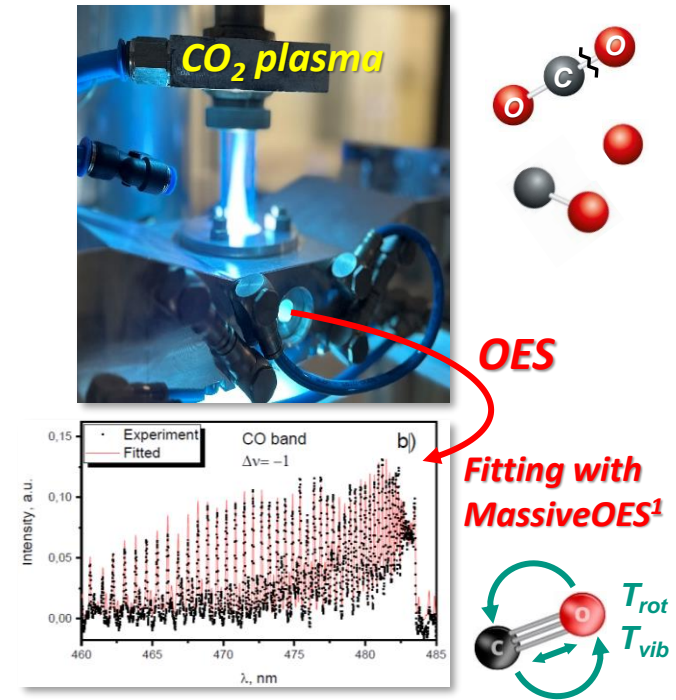 CO2 plasma
O
C
O
OES
0,15
Experiment
Fitted
CO band
Δν= −1
b)
0,10
0,05
0,00
Intensity, a.u.
460
465
470
475
480
485
λ, nm
Fitting with
MassiveOES1
C
O
Trot
Tvib